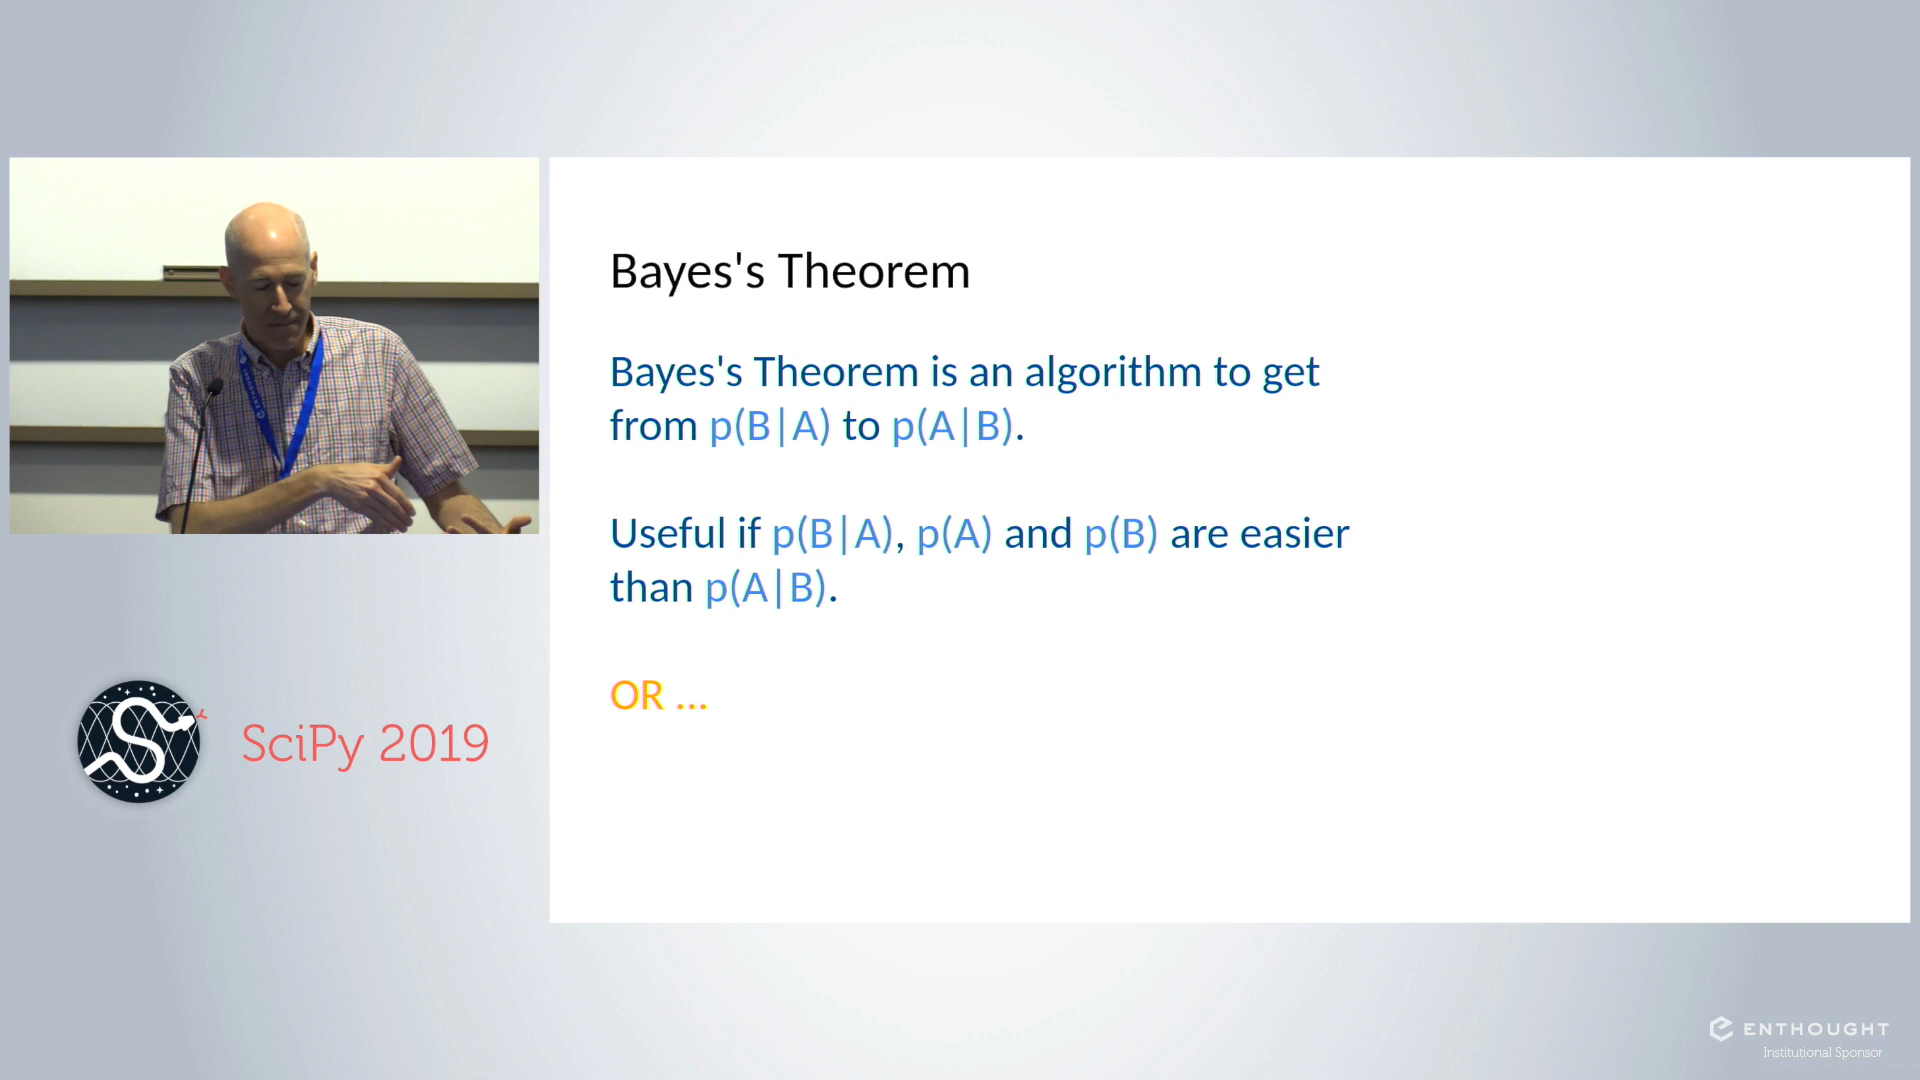 Bayes's Theorem
Bayes's Theorem is an algorithm to get
from p(B|A) to p(A|B).
Useful if p(B|A), p(A) and p(B) are easier
than p(A|B).
OR ...
SciPy 2019
ENTHOUGHT
Institutional Sponsor